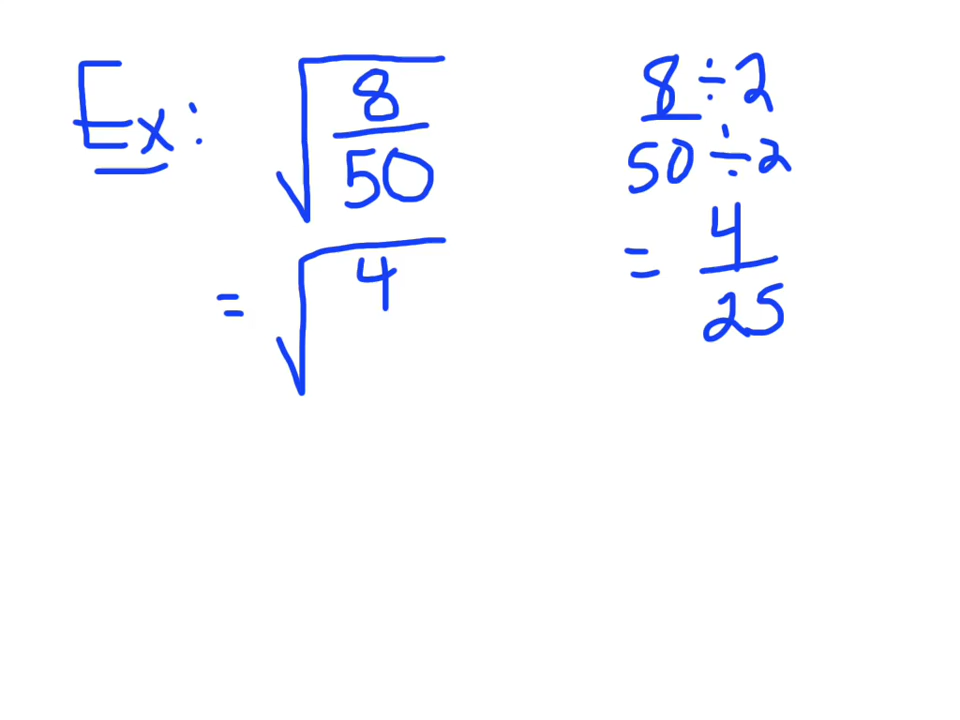 Ex: √(8/50)
= √(4
8 ÷ 2
50 ÷ 2
= 4/25